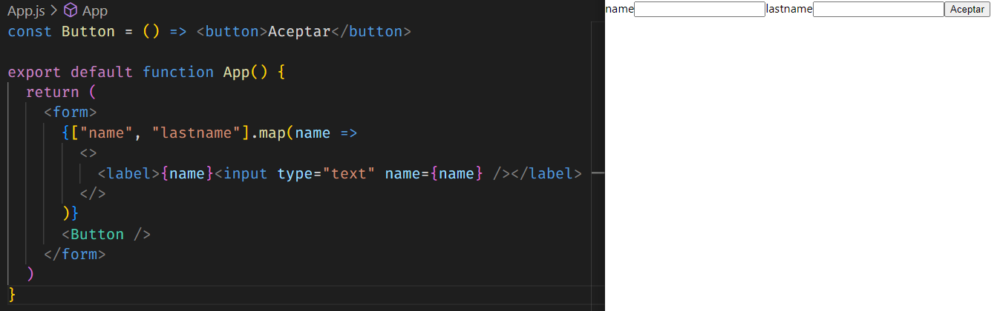 App.js > App
const Button = () => <button>Aceptar</button>
export default function App() {
return (
<form>
{["name", "lastname"].map(name =>
<>
<label>{name}<input type="text" name={name} /></label>
</>
)}
<Button />
</form>
)
}
name lastname Aceptar